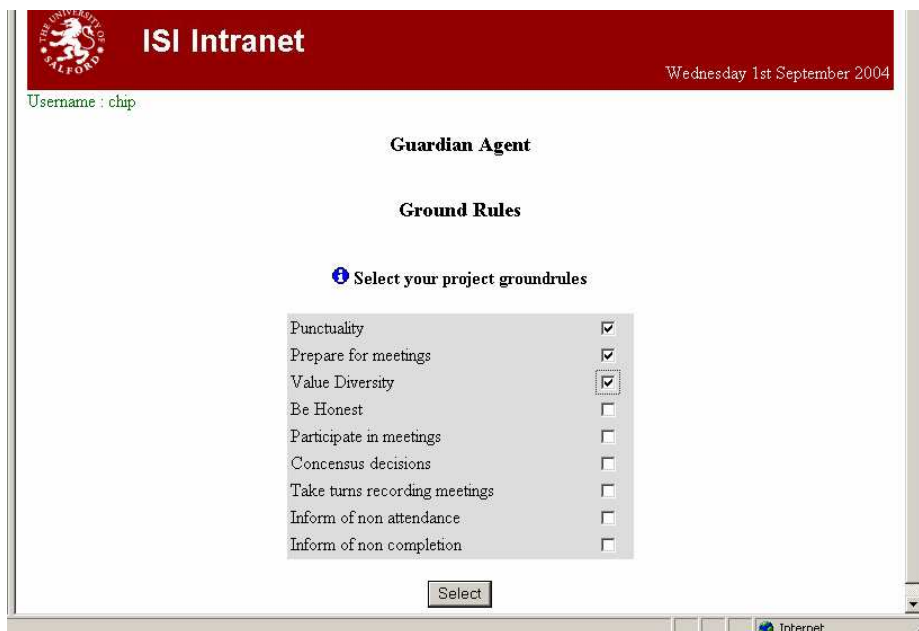 THE UNIVERSITY OF SALFORD
ISI Intranet
Wednesday 1st September 2004
Username : chip
Guardian Agent
Ground Rules
Select your project groundrules
Punctuality
Prepare for meetings
Value Diversity
Be Honest
Participate in meetings
Concensus decisions
Take turns recording meetings
Inform of non attendance
Inform of non completion
Select
Internet